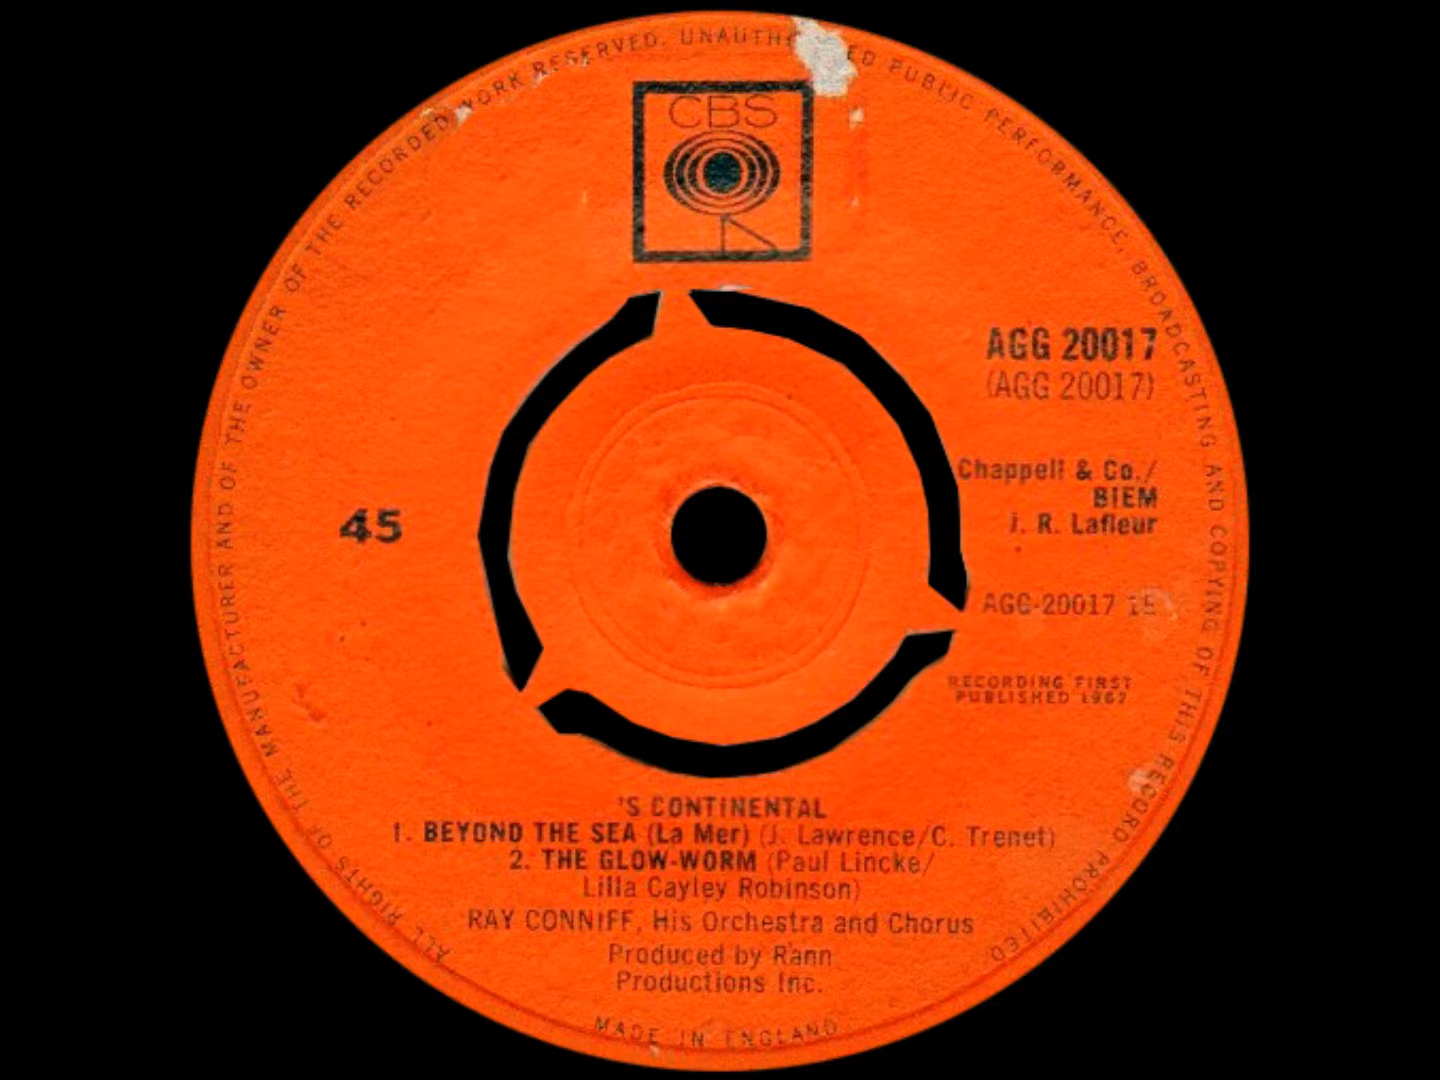 ALL RIGHTS OF THE MANUFACTURER AND OF THE OWNER OF THE RECORDED WORK RESERVED. UNAUTH ED PUBLIC PERFORMANCE, BROADCASTING AND COPYING OF THIS RECORD PROHIBITED
CBS
AGG 20017
(AGG 20017)
Chappell & Co./
BIEM
J. R. Lafleur
45
AGG-20017 1E
RECORDING FIRST
PUBLISHED 1962
'S CONTINENTAL
1. BEYOND THE SEA (La Mer) (J. Lawrence/C. Trenet)
2. THE GLOW-WORM (Paul Lincke/
Lilla Cayley Robinson)
RAY CONNIFF, His Orchestra and Chorus
Produced by Rann
Productions Inc.
MADE IN ENGLAND